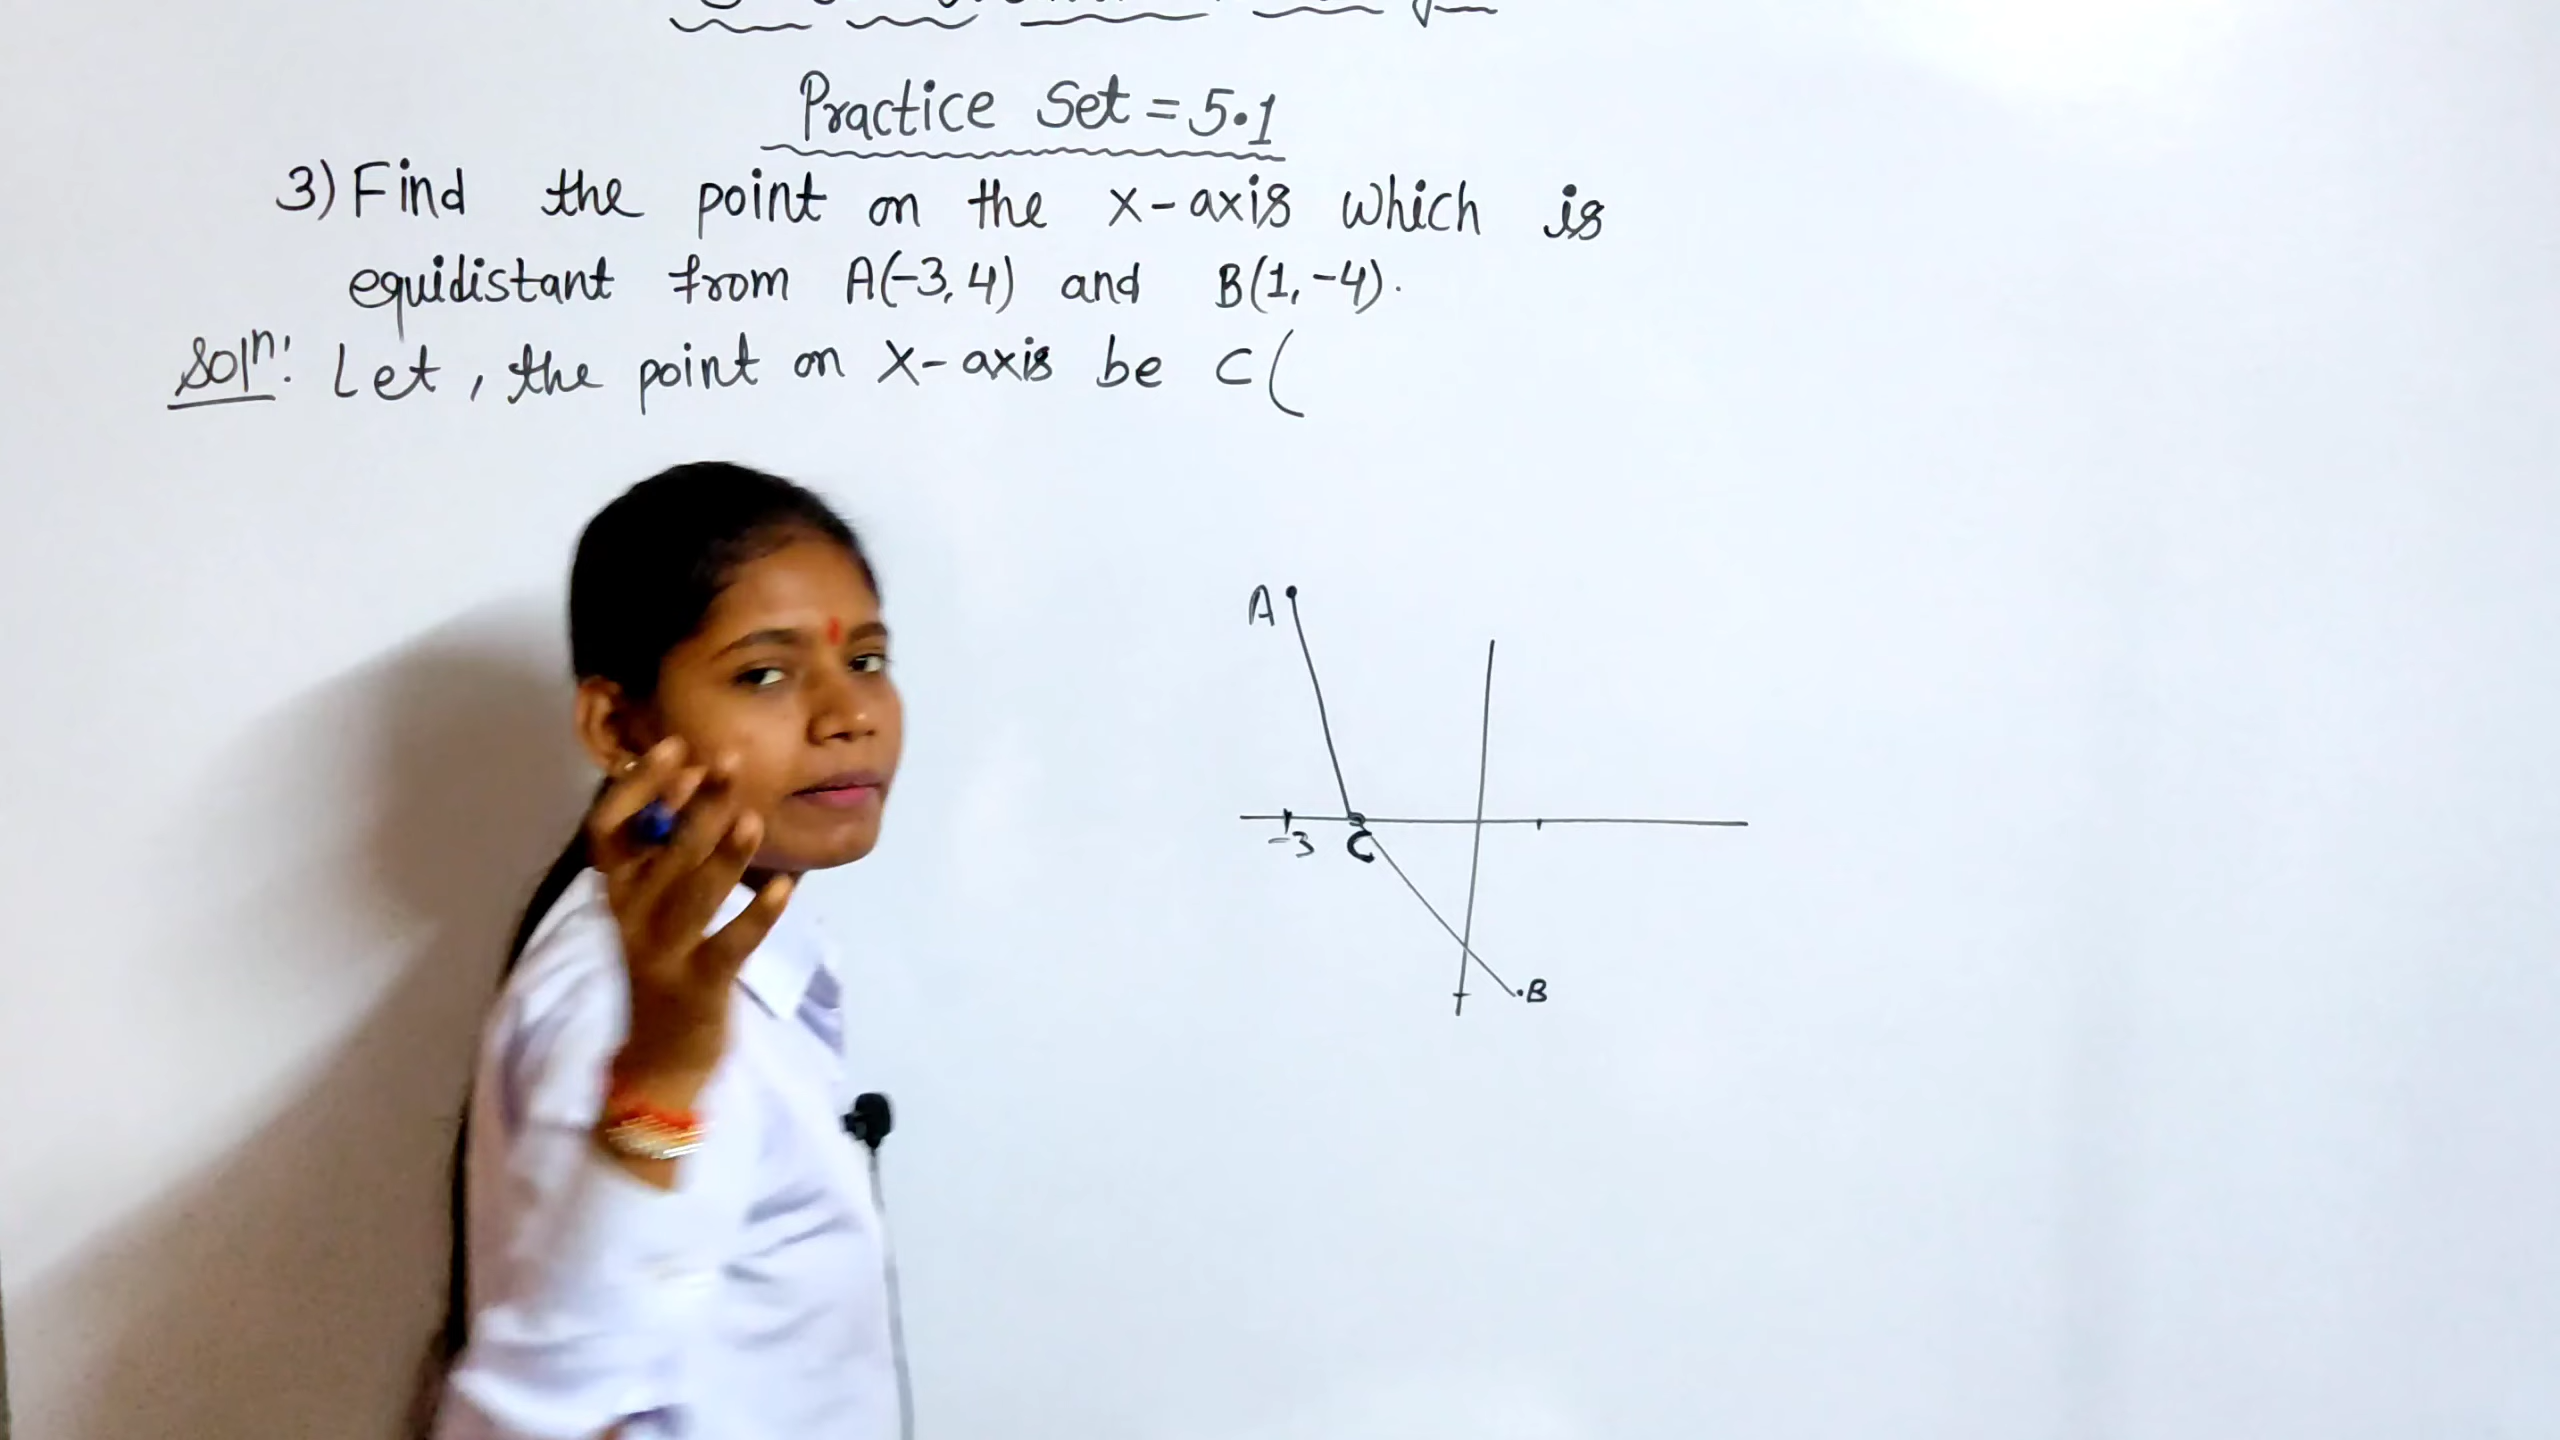 Practice Set = 5.1
3) Find the point on the x-axis which is
equidistant from A(-3, 4) and B(1, -4).
Solⁿ: Let, the point on X-axis be C(
A
-3 C
B